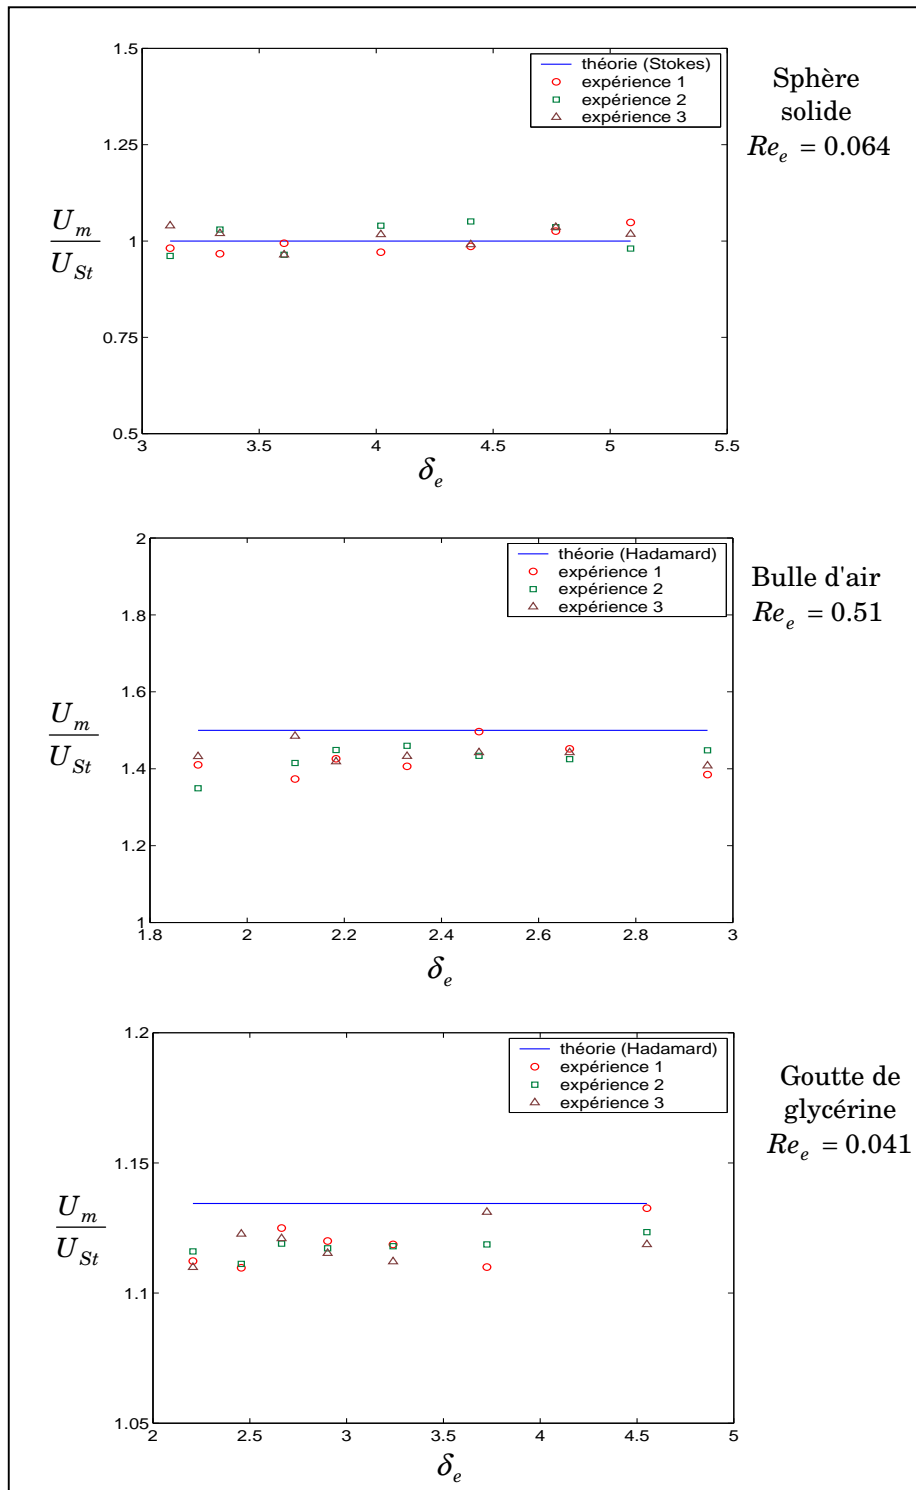 1.5
théorie (Stokes)
expérience 1
expérience 2
expérience 3
Sphère
solide
Re_e = 0.064
1.25
U_m
U_St
1
0.75
0.5
3 3.5 4 4.5 5 5.5
δ_e
2
théorie (Hadamard)
expérience 1
expérience 2
expérience 3
Bulle d'air
Re_e = 0.51
1.8
1.6
U_m
U_St
1.4
1.2
1
1.8 2 2.2 2.4 2.6 2.8 3
δ_e
1.2
théorie (Hadamard)
expérience 1
expérience 2
expérience 3
Goutte de
glycérine
Re_e = 0.041
1.15
U_m
U_St
1.1
1.05
2 2.5 3 3.5 4 4.5 5
δ_e